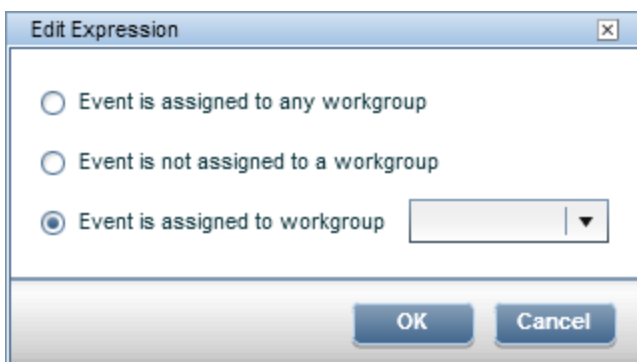 Edit Expression
Event is assigned to any workgroup
Event is not assigned to a workgroup
Event is assigned to workgroup
OK Cancel